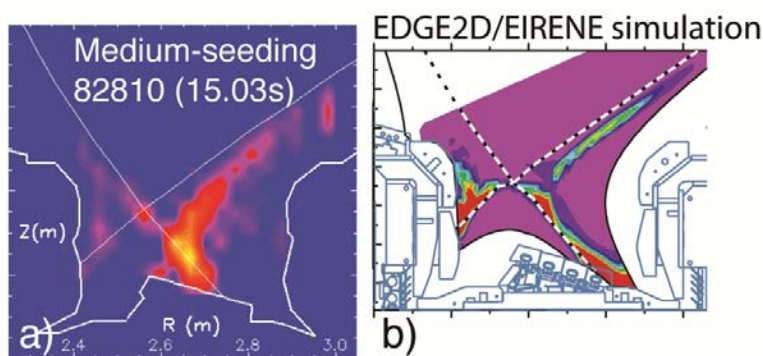 EDGE2D/EIRENE simulation
Medium-seeding
82810 (15.03s)
Z(m)
a)
R (m)
b)
2.4 2.6 2.8 3.0